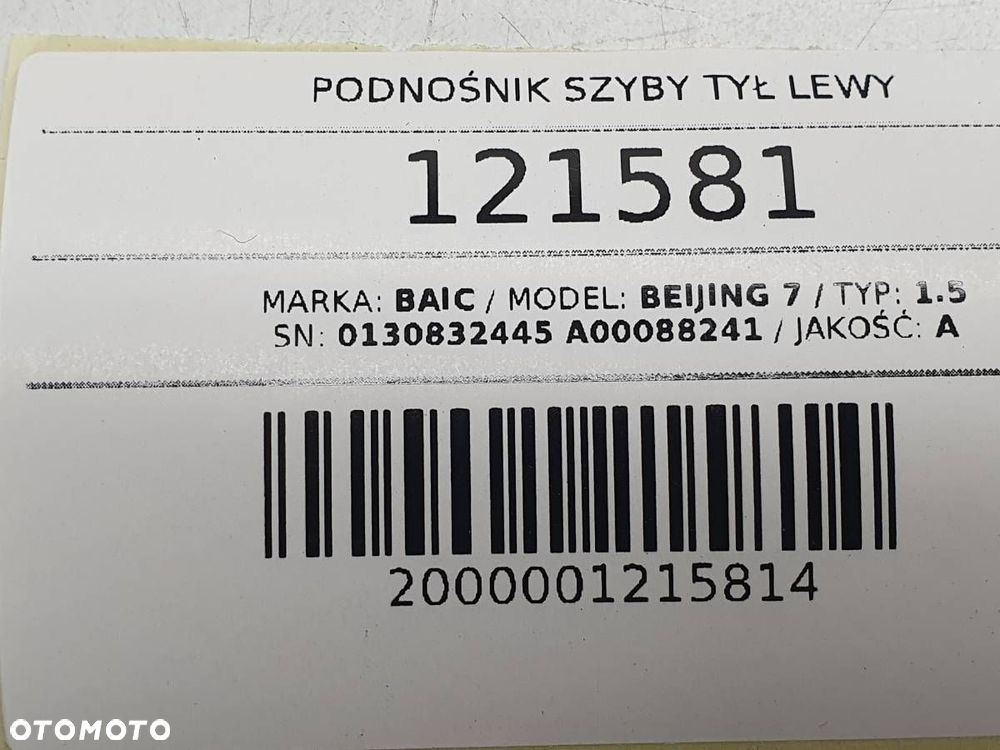 PODNOŚNIK SZYBY TYŁ LEWY
121581
MARKA: BAIC / MODEL: BEIJING 7 / TYP: 1.5
SN: 0130832445 A00088241 / JAKOŚĆ: A
2000001215814
OTOMOTO